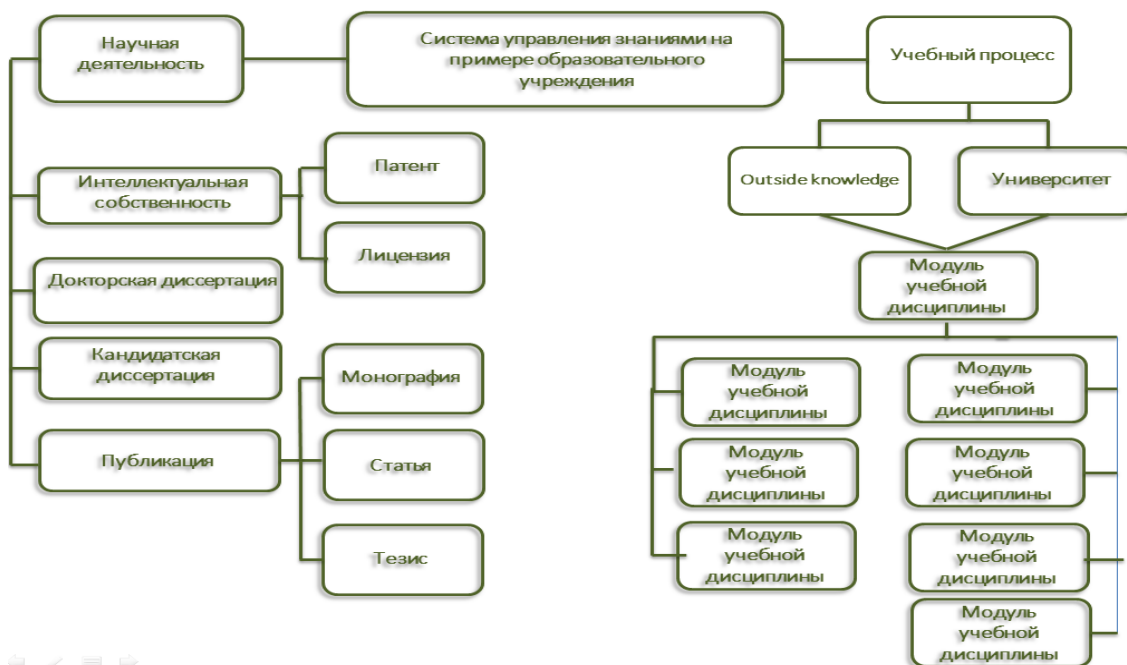 Научная
деятельность
Система управления знаниями на
примере образовательного
учреждения
Учебный процесс
Патент
Outside knowledge
Университет
Интеллектуальная
собственность
Лицензия
Модуль
учебной
дисциплины
Докторская диссертация
Кандидатская
диссертация
Монография
Модуль
учебной
дисциплины
Модуль
учебной
дисциплины
Публикация
Статья
Модуль
учебной
дисциплины
Модуль
учебной
дисциплины
Тезис
Модуль
учебной
дисциплины
Модуль
учебной
дисциплины
Модуль
учебной
дисциплины